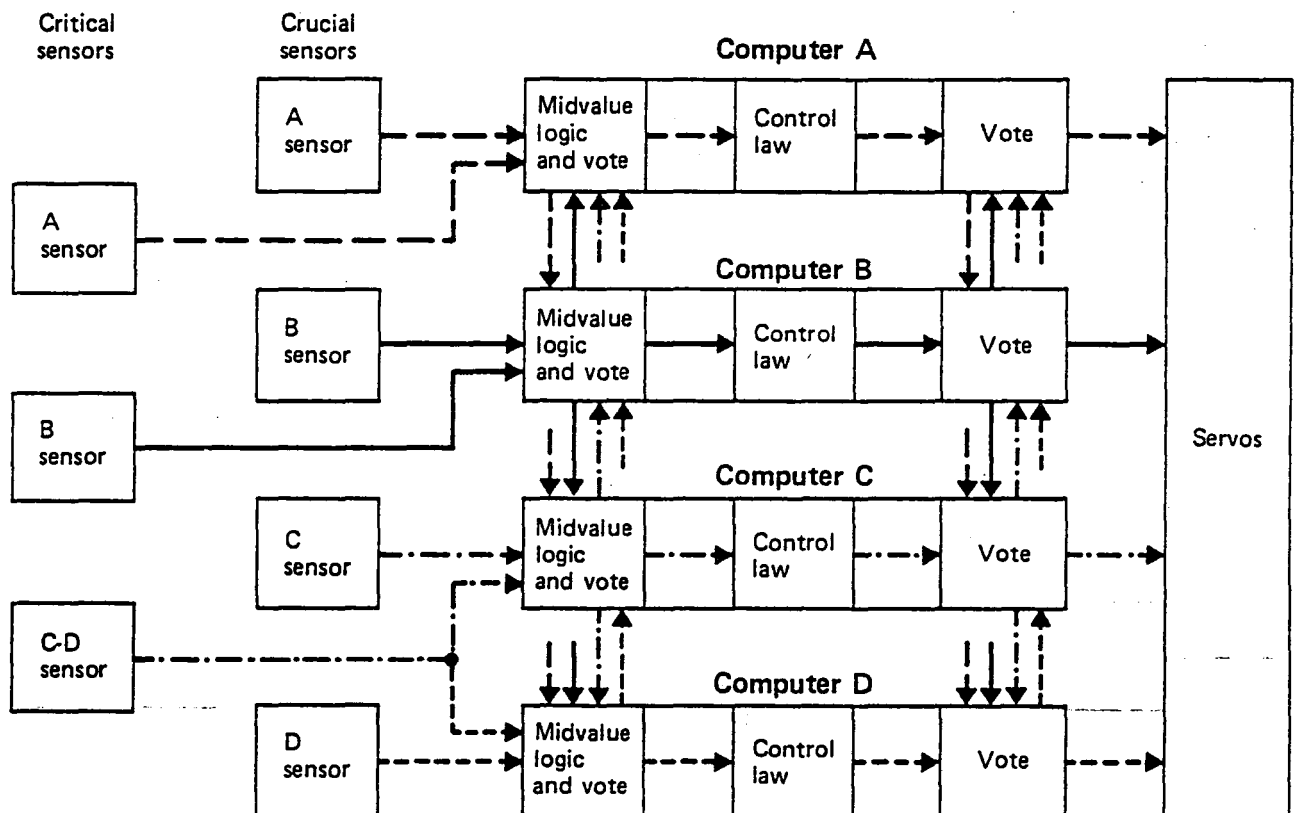 Critical
sensors
Crucial
sensors
Computer A
A
sensor
Midvalue
logic
and vote
Control
law
Vote
A
sensor
Computer B
B
sensor
Midvalue
logic
and vote
Control
law
Vote
B
sensor
Servos
Computer C
C
sensor
Midvalue
logic
and vote
Control
law
Vote
C-D
sensor
Computer D
D
sensor
Midvalue
logic
and vote
Control
law
Vote